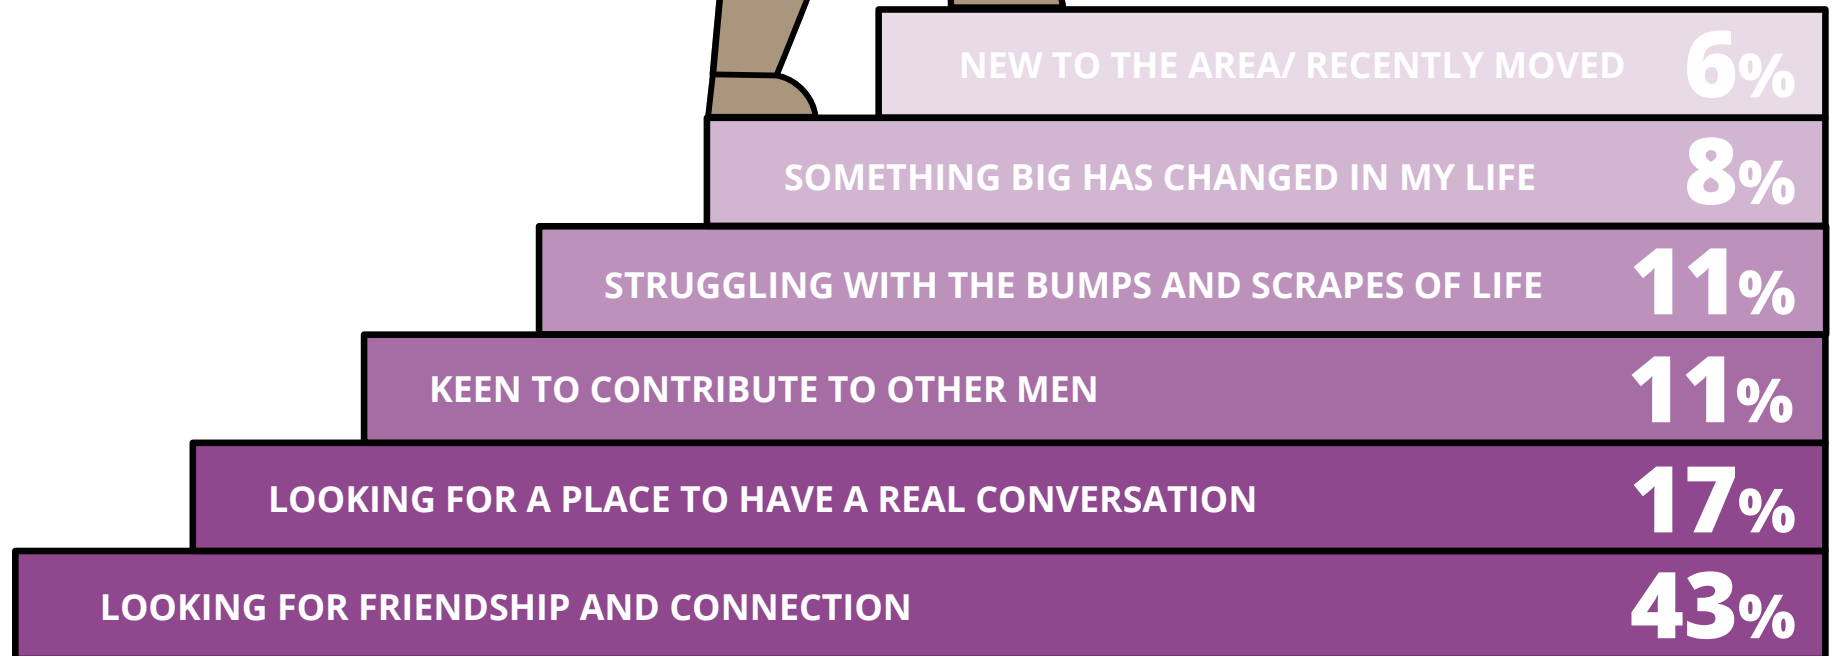 NEW TO THE AREA/ RECENTLY MOVED 6%
SOMETHING BIG HAS CHANGED IN MY LIFE 8%
STRUGGLING WITH THE BUMPS AND SCRAPES OF LIFE 11%
KEEN TO CONTRIBUTE TO OTHER MEN 11%
LOOKING FOR A PLACE TO HAVE A REAL CONVERSATION 17%
LOOKING FOR FRIENDSHIP AND CONNECTION 43%